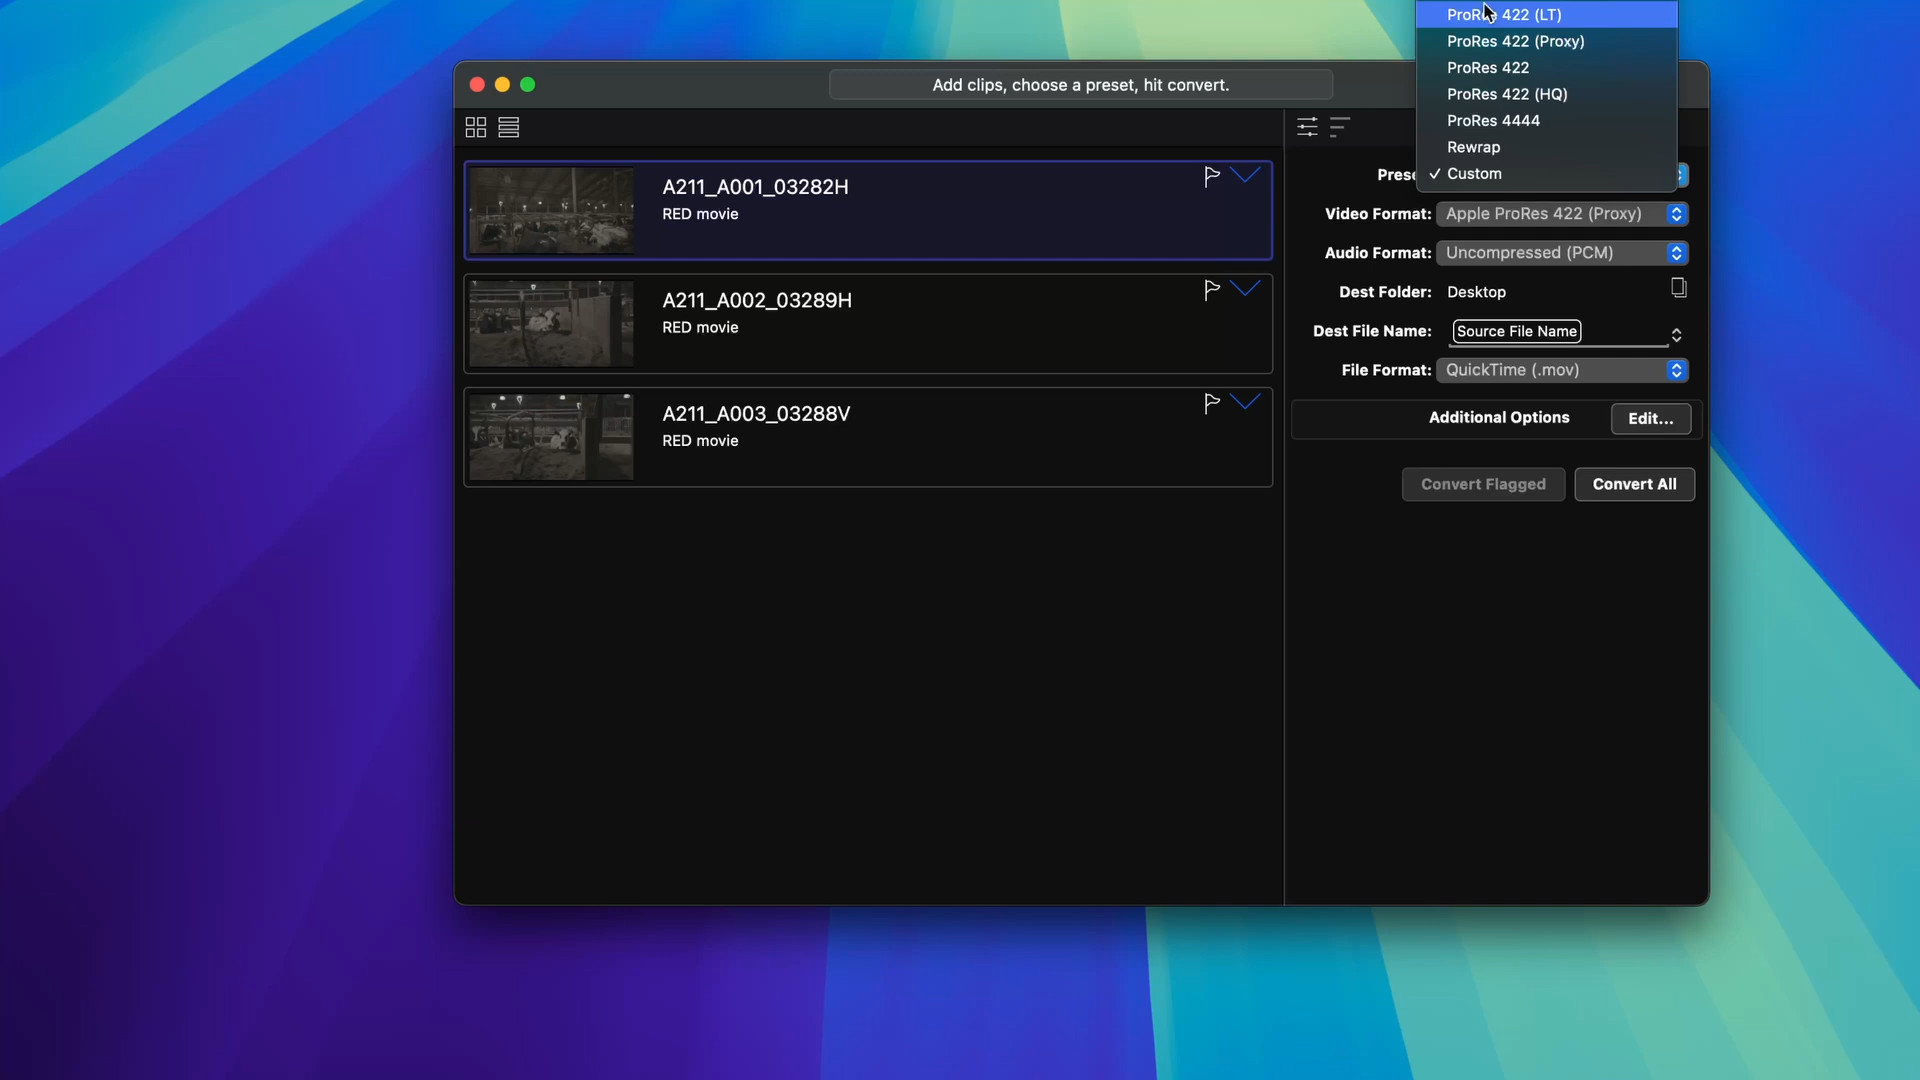 Add clips, choose a preset, hit convert.
A211_A001_03282H
RED movie
A211_A002_03289H
RED movie
A211_A003_03288V
RED movie
ProRes 422 (LT)
ProRes 422 (Proxy)
ProRes 422
ProRes 422 (HQ)
ProRes 4444
Rewrap
✓ Custom
Video Format: Apple ProRes 422 (Proxy)
Audio Format: Uncompressed (PCM)
Dest Folder: Desktop
Dest File Name: Source File Name
File Format: QuickTime (.mov)
Additional Options Edit...
Convert Flagged Convert All